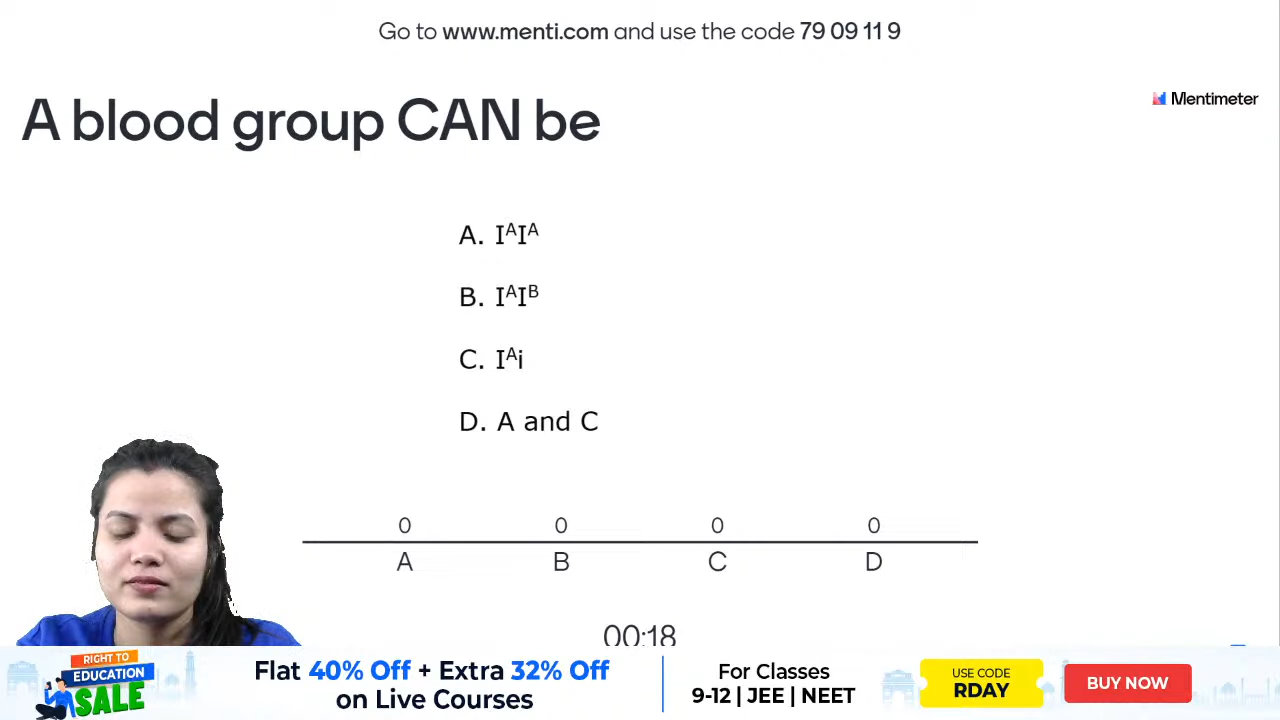 Go to www.menti.com and use the code 79 09 11 9
Mentimeter
A blood group CAN be
A. IᴬIᴬ
B. IᴬIᴮ
C. Iᴬi
D. A and C
0 0 0 0
A B C D
00:18
RIGHT TO
EDUCATION
SALE
Flat 40% Off + Extra 32% Off
on Live Courses
For Classes
9-12 | JEE | NEET
USE CODE
RDAY
BUY NOW